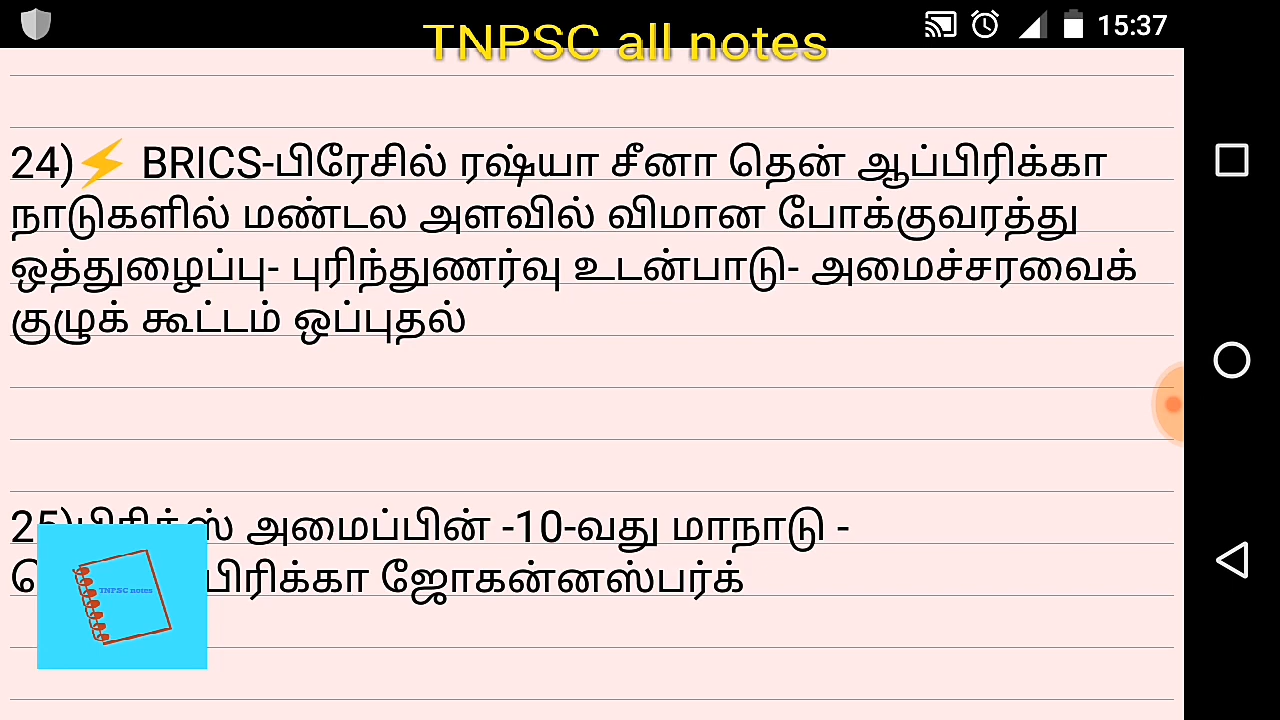 TNPSC all notes
15:37
24)⚡ BRICS-பிரேசில் ரஷ்யா சீனா தென் ஆப்பிரிக்கா
நாடுகளில் மண்டல அளவில் விமான போக்குவரத்து
ஒத்துழைப்பு- புரிந்துணர்வு உடன்பாடு- அமைச்சரவைக்
குழுக் கூட்டம் ஒப்புதல்
25)பிரிக்ஸ் அமைப்பின் -10-வது மாநாடு -
ஜோகன்னஸ்பர்க்
TNPSC notes